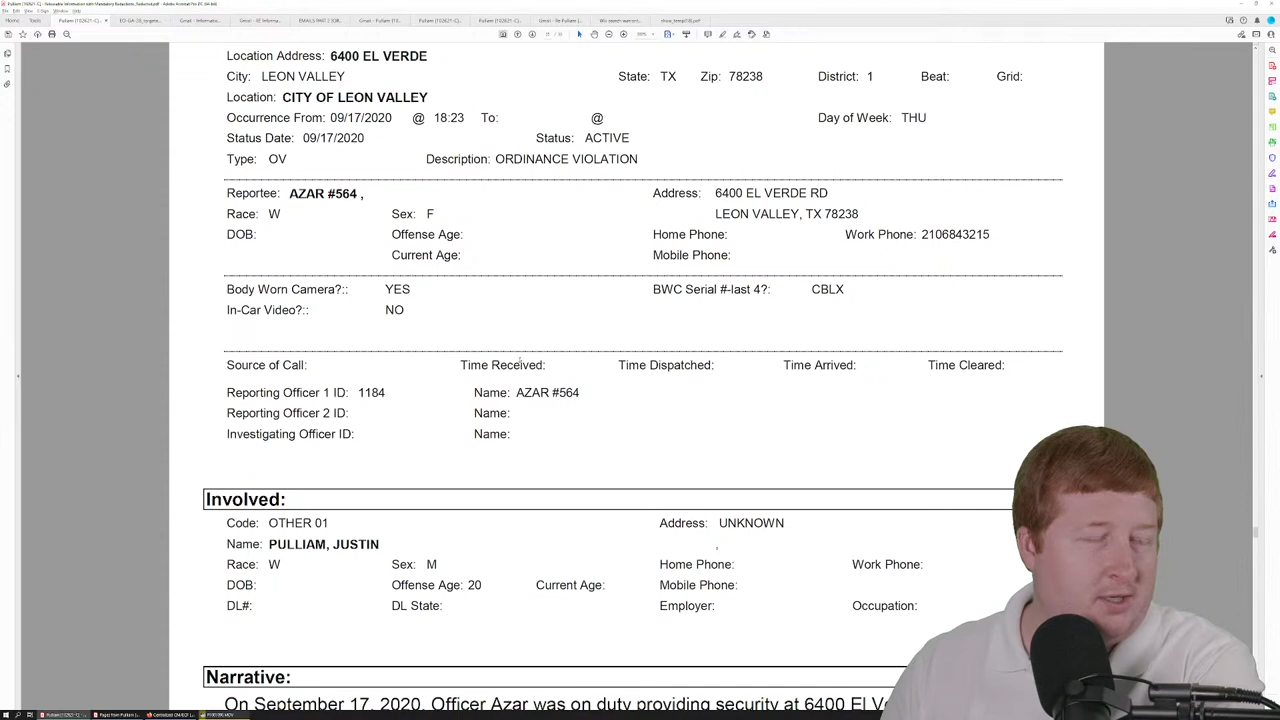 Location Address: 6400 EL VERDE
City: LEON VALLEY State: TX Zip: 78238 District: 1 Beat: Grid:
Location: CITY OF LEON VALLEY
Occurrence From: 09/17/2020 @ 18:23 To: @ Day of Week: THU
Status Date: 09/17/2020 Status: ACTIVE
Type: OV Description: ORDINANCE VIOLATION
Reportee: AZAR #564 , Address: 6400 EL VERDE RD
Race: W Sex: F LEON VALLEY, TX 78238
DOB: Offense Age: Home Phone: Work Phone: 2106843215
Current Age: Mobile Phone:
Body Worn Camera?:: YES BWC Serial #-last 4?: CBLX
In-Car Video?:: NO
Source of Call: Time Received: Time Dispatched: Time Arrived: Time Cleared:
Reporting Officer 1 ID: 1184 Name: AZAR #564
Reporting Officer 2 ID: Name:
Investigating Officer ID: Name:
Involved:
Code: OTHER 01 Address: UNKNOWN
Name: PULLIAM, JUSTIN ,
Race: W Sex: M Home Phone: Work Phone:
DOB: Offense Age: 20 Current Age: Mobile Phone:
DL#: DL State: Employer: Occupation:
Narrative:
On September 17, 2020, Officer Azar was on duty providing security at 6400 El